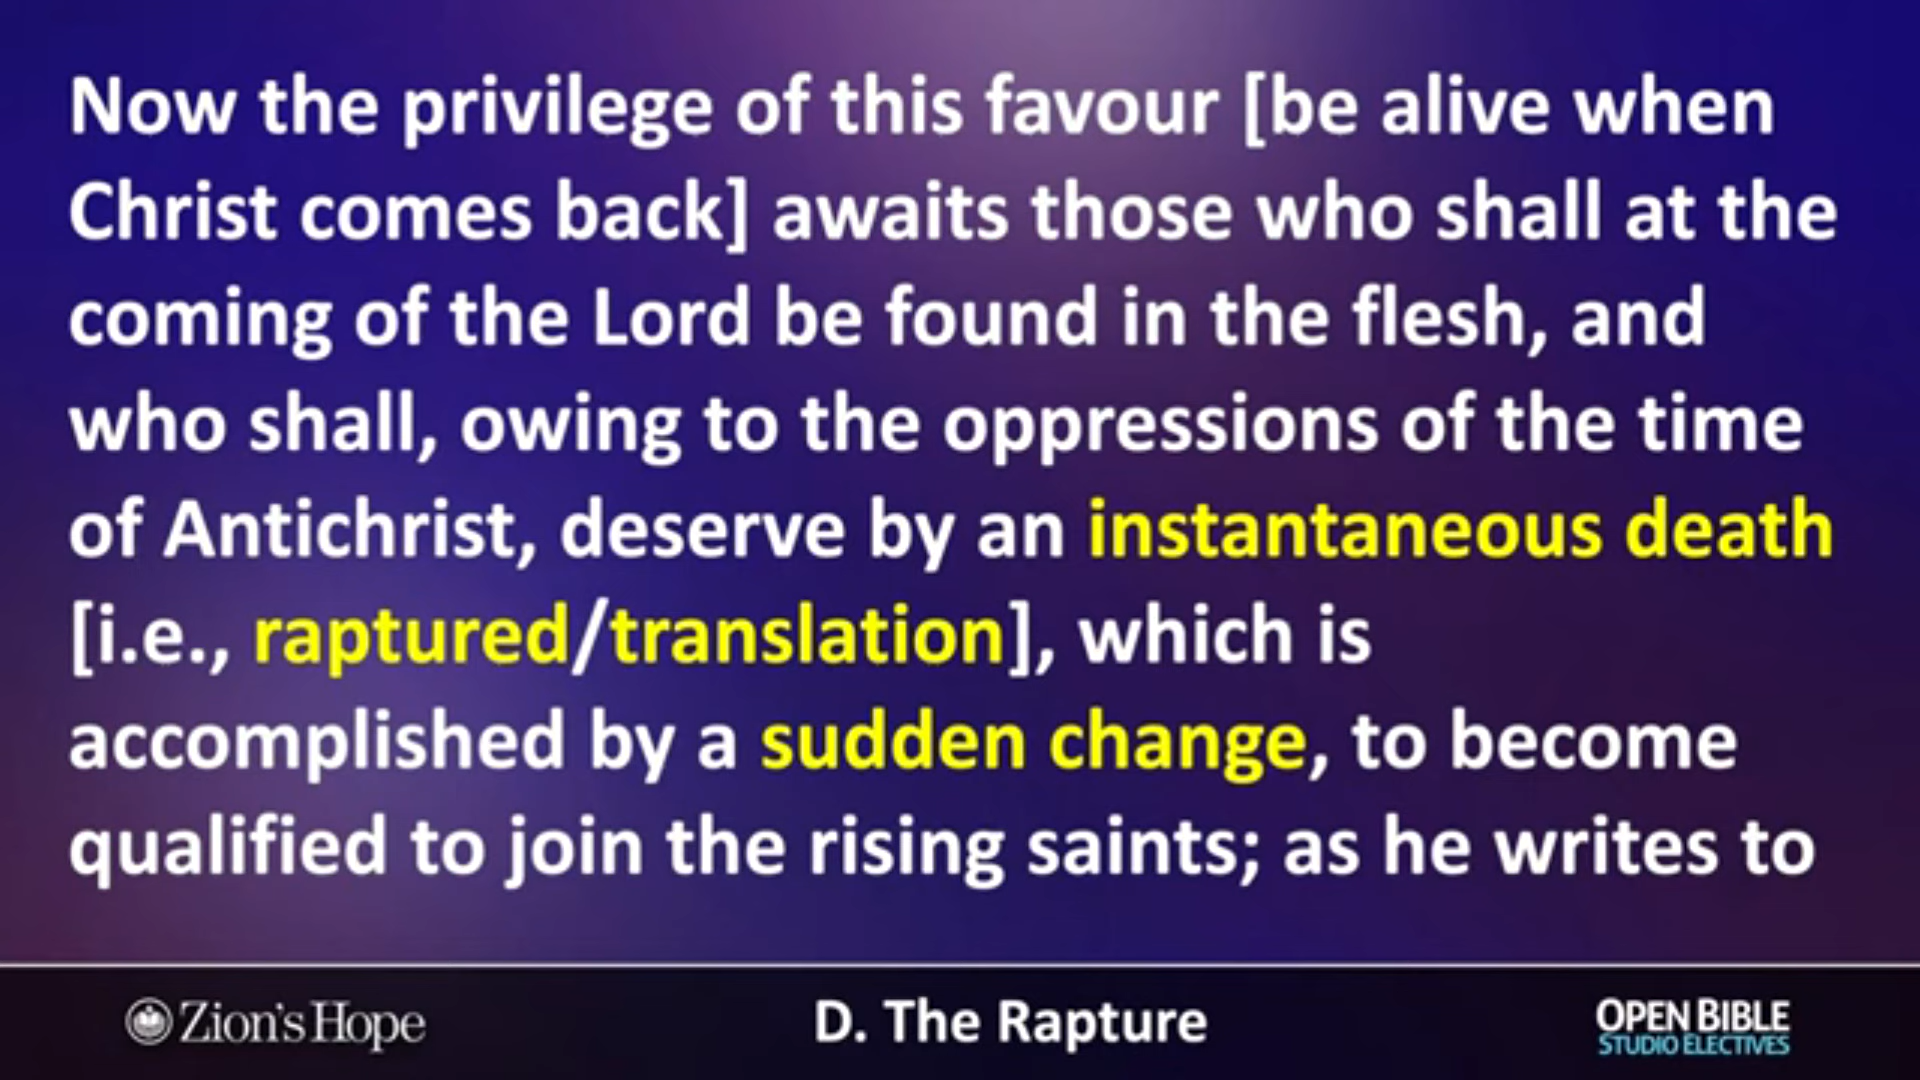 Now the privilege of this favour [be alive when
Christ comes back] awaits those who shall at the
coming of the Lord be found in the flesh, and
who shall, owing to the oppressions of the time
of Antichrist, deserve by an instantaneous death
[i.e., raptured/translation], which is
accomplished by a sudden change, to become
qualified to join the rising saints; as he writes to
Zion's Hope
D. The Rapture
OPEN BIBLE
STUDIO ELECTIVES